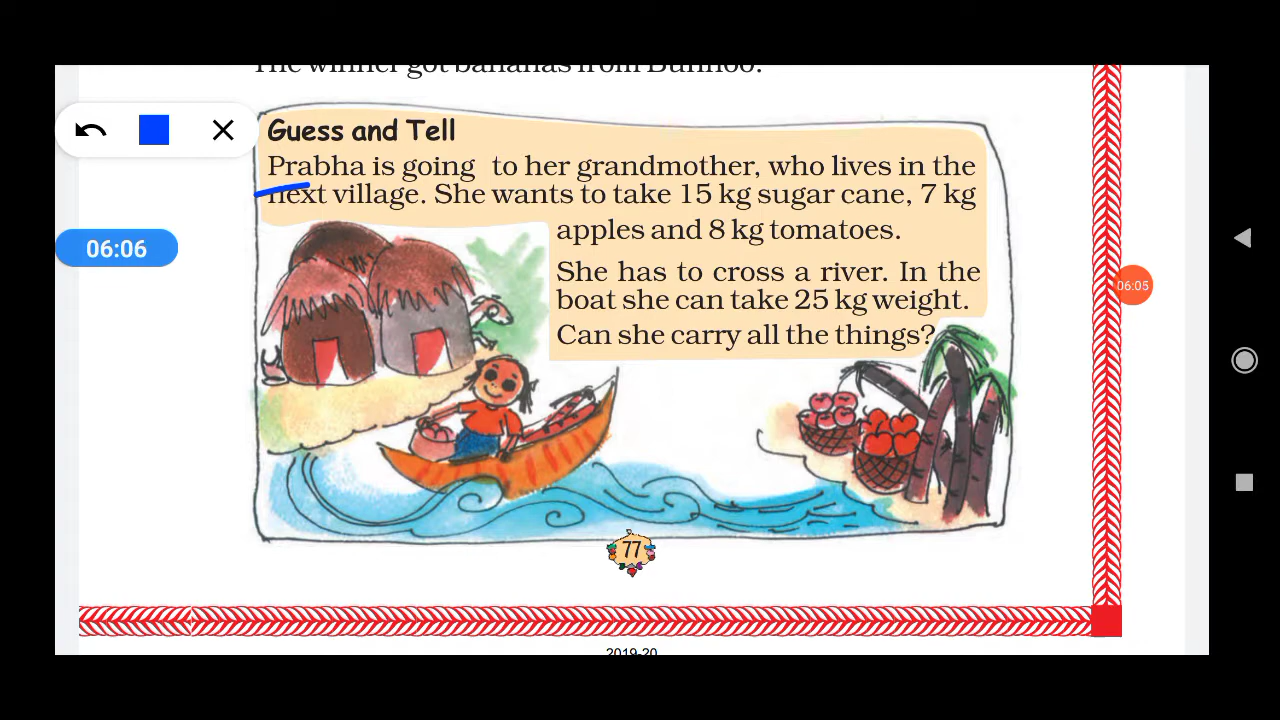 The winner got bananas from Bunnoo.
Guess and Tell
Prabha is going to her grandmother, who lives in the
next village. She wants to take 15 kg sugar cane, 7 kg
apples and 8 kg tomatoes.
She has to cross a river. In the
boat she can take 25 kg weight.
Can she carry all the things?
06:06
06:05
77
2019-20